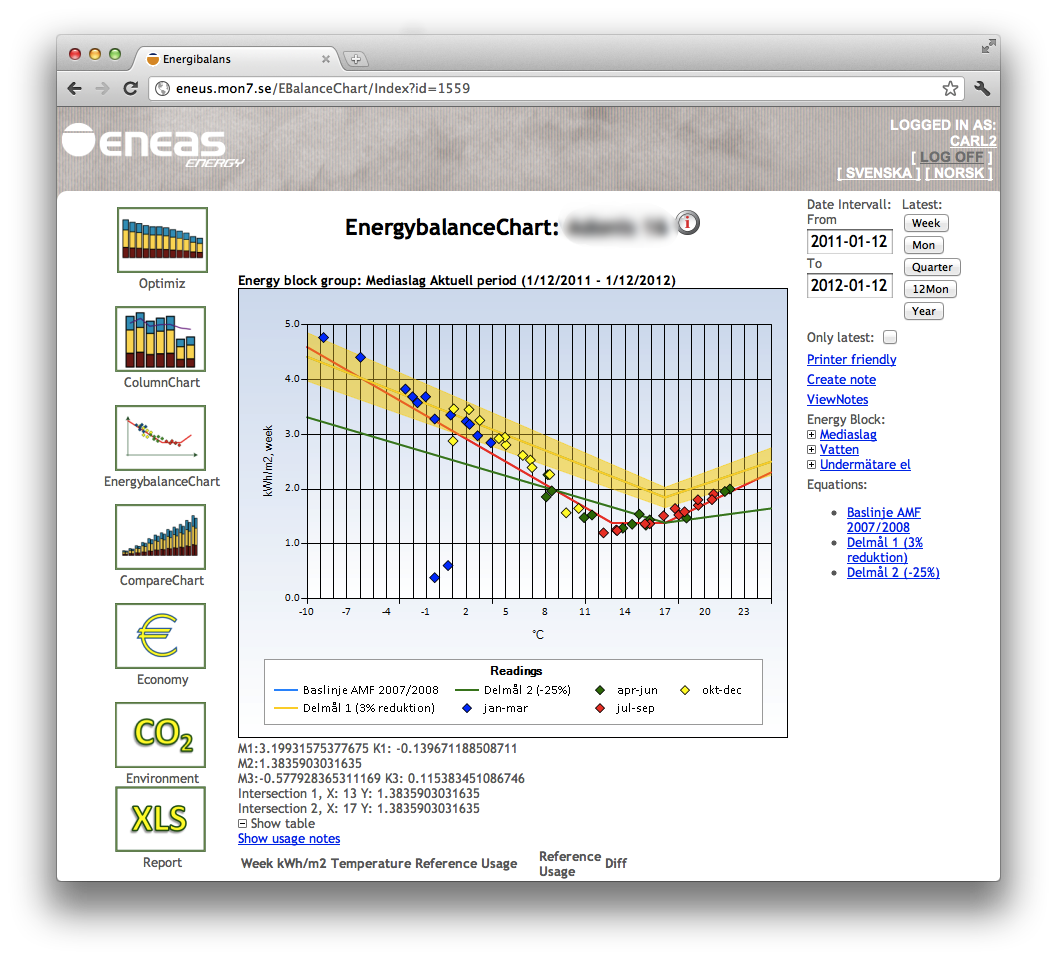 Energibalans
eneus.mon7.se/EBalanceChart/Index?id=1559
eneas
ENERGY
LOGGED IN AS:
CARL2
[ LOG OFF ]
[ SVENSKA ] [ NORSK ]
Optimiz
ColumnChart
EnergybalanceChart
CompareChart
€
Economy
CO2
Environment
XLS
Report
EnergybalanceChart:
i
Energy block group: Mediaslag Aktuell period (1/12/2011 - 1/12/2012)
5.0
4.0
3.0
2.0
1.0
0.0
kWh/m2, week
-10 -7 -4 -1 2 5 8 11 14 17 20 23
°C
Readings
Baslinje AMF 2007/2008 Delmål 2 (-25%) apr-jun okt-dec
Delmål 1 (3% reduktion) jan-mar jul-sep
M1:3.19931575377675 K1: -0.139671188508711
M2:1.3835903031635
M3:-0.577928365311169 K3: 0.115383451086746
Intersection 1, X: 13 Y: 1.3835903031635
Intersection 2, X: 17 Y: 1.3835903031635
Show table
Show usage notes
Week kWh/m2 Temperature Reference Usage Reference Usage Diff
Date Intervall: Latest:
From
2011-01-12
To
2012-01-12
Week
Mon
Quarter
12Mon
Year
Only latest:
Printer friendly
Create note
ViewNotes
Energy Block:
Mediaslag
Vatten
Undermätare el
Equations:
Baslinje AMF
2007/2008
Delmål 1 (3%
reduktion)
Delmål 2 (-25%)